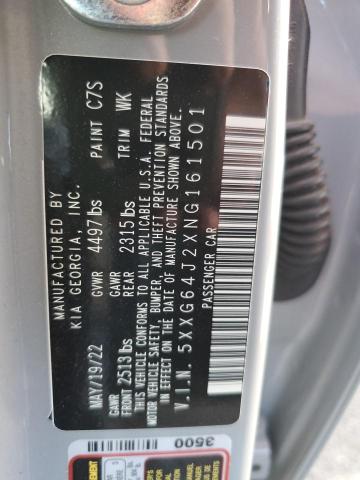 MANUFACTURED BY
KIA GEORGIA, INC.
MAY/19/22 GVWR 4497lbs PAINT C7S
GAWR FRONT 2513lbs GAWR REAR 2315lbs TRIM WK
THIS VEHICLE CONFORMS TO ALL APPLICABLE U.S.A. FEDERAL
MOTOR VEHICLE SAFETY, BUMPER, AND THEFT PREVENTION STANDARDS
IN EFFECT ON THE DATE OF MANUFACTURE SHOWN ABOVE.
V.I.N. 5XXG64J2XNG161501
PASSENGER CAR
3500